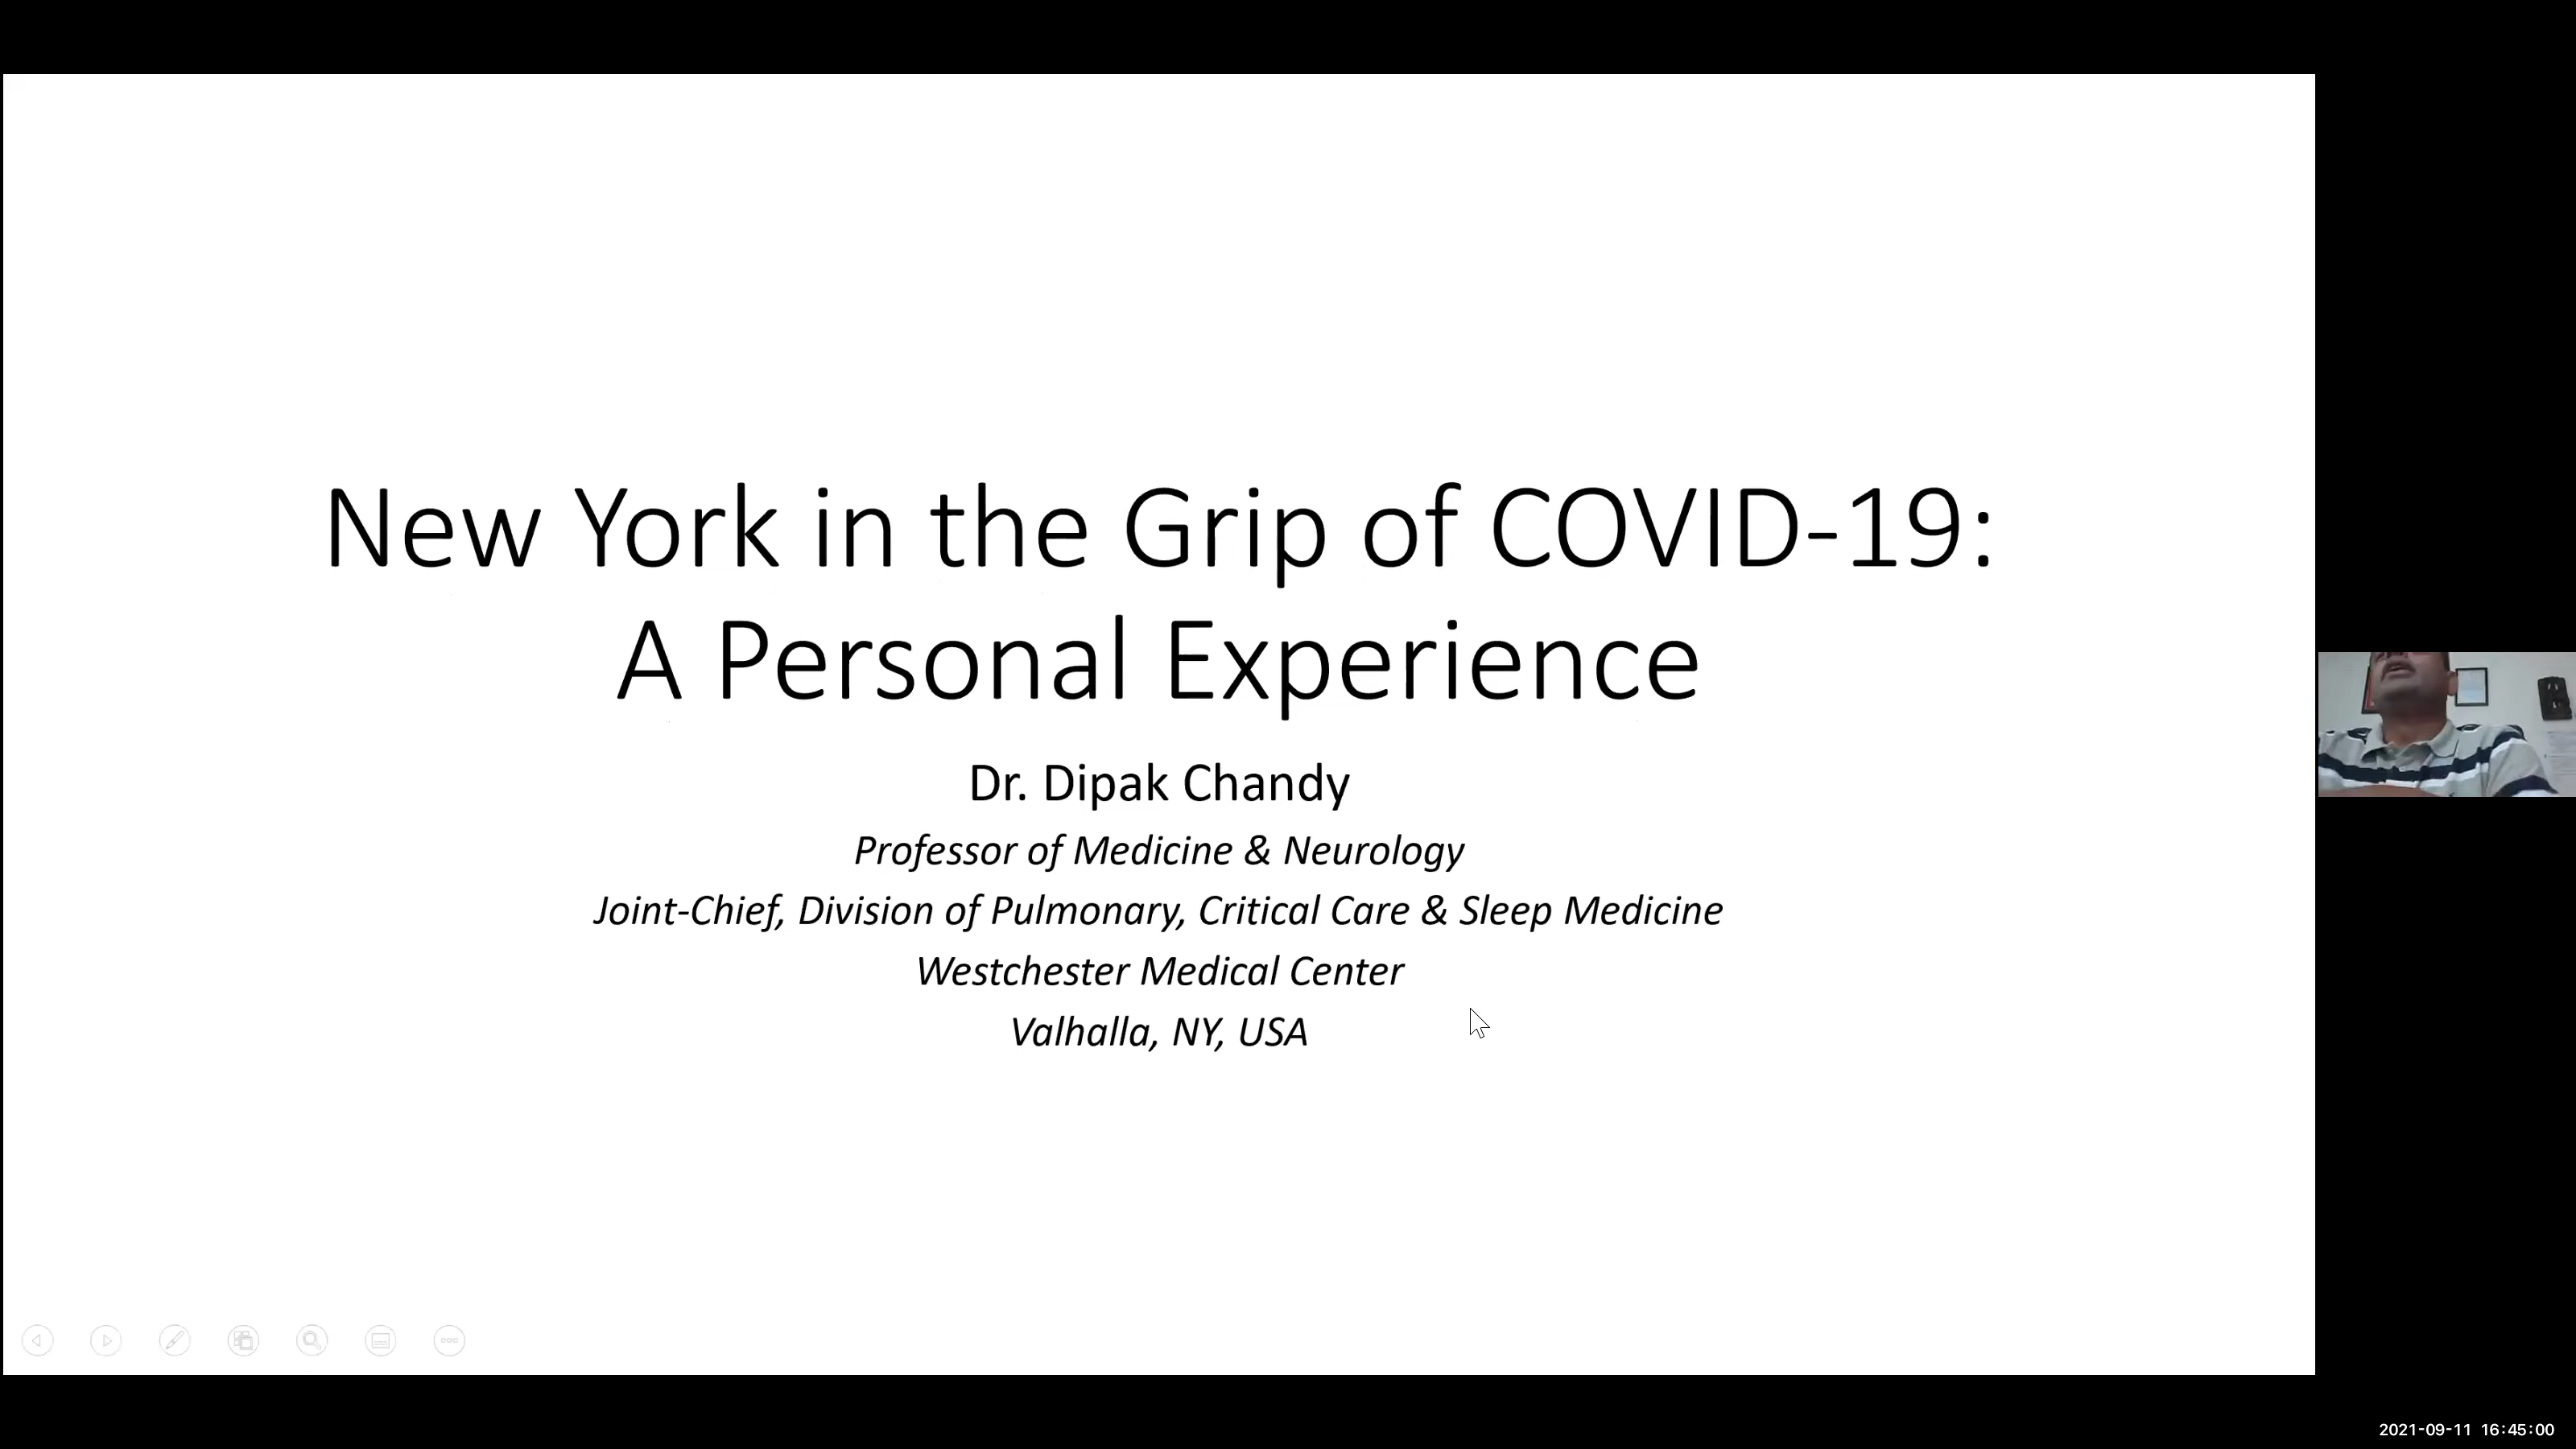 New York in the Grip of COVID-19:
A Personal Experience
Dr. Dipak Chandy
Professor of Medicine & Neurology
Joint-Chief, Division of Pulmonary, Critical Care & Sleep Medicine
Westchester Medical Center
Valhalla, NY, USA
2021-09-11 16:45:00